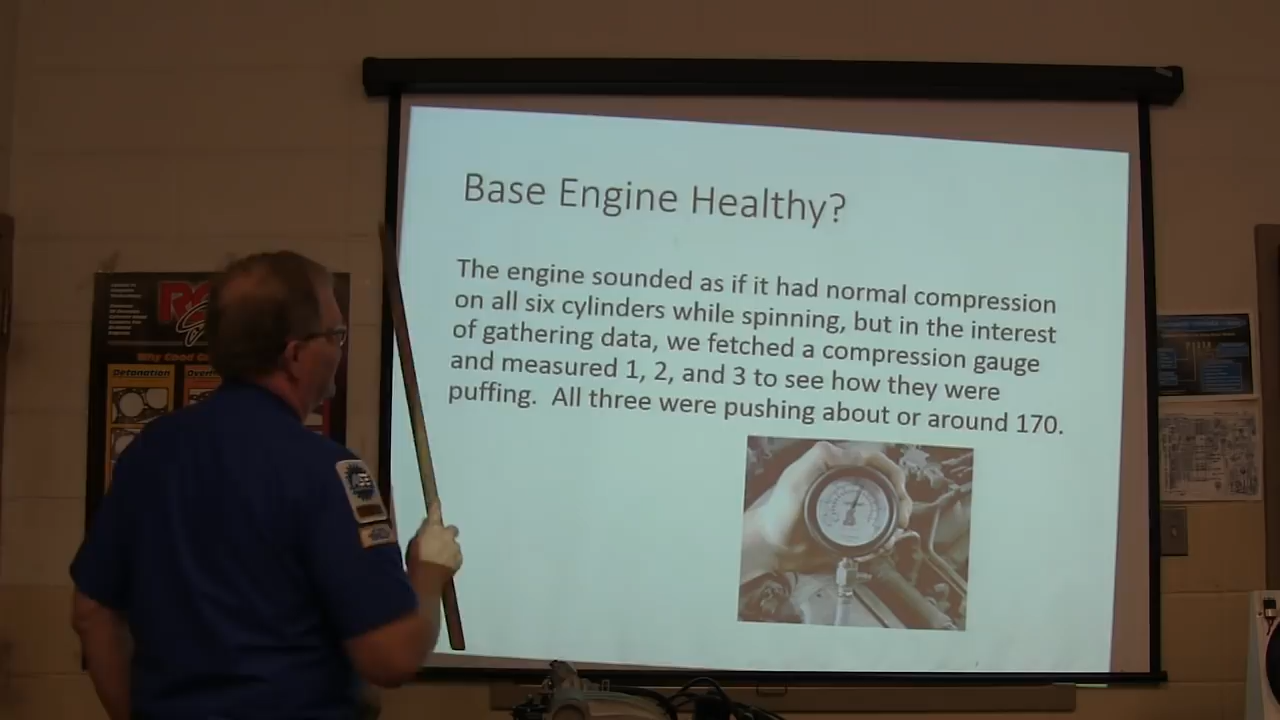 Base Engine Healthy?
The engine sounded as if it had normal compression
on all six cylinders while spinning, but in the interest
of gathering data, we fetched a compression gauge
and measured 1, 2, and 3 to see how they were
puffing.  All three were pushing about or around 170.
Why Good
Detonation